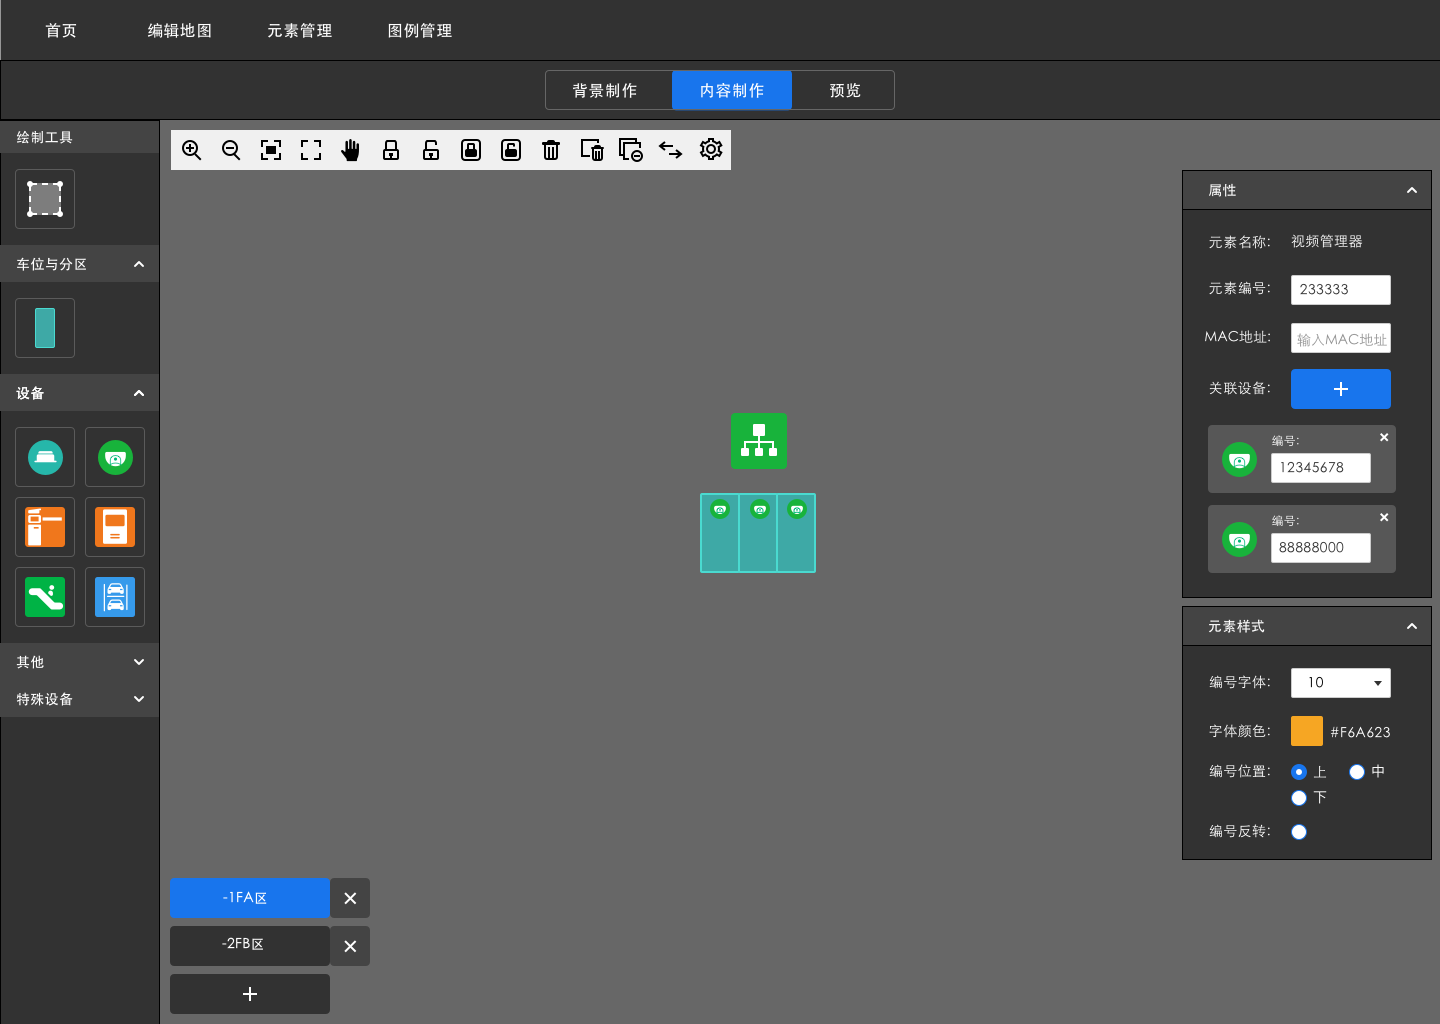 首页 编辑地图 元素管理 图例管理
背景制作 内容制作 预览
绘制工具
车位与分区
设备
其他
特殊设备
属性
元素名称: 视频管理器
元素编号: 233333
MAC地址: 输入MAC地址
关联设备:
编号:
12345678
编号:
88888000
元素样式
编号字体: 10
字体颜色: #F6A623
编号位置: 上 中
下
编号反转:
-1FA区
-2FB区